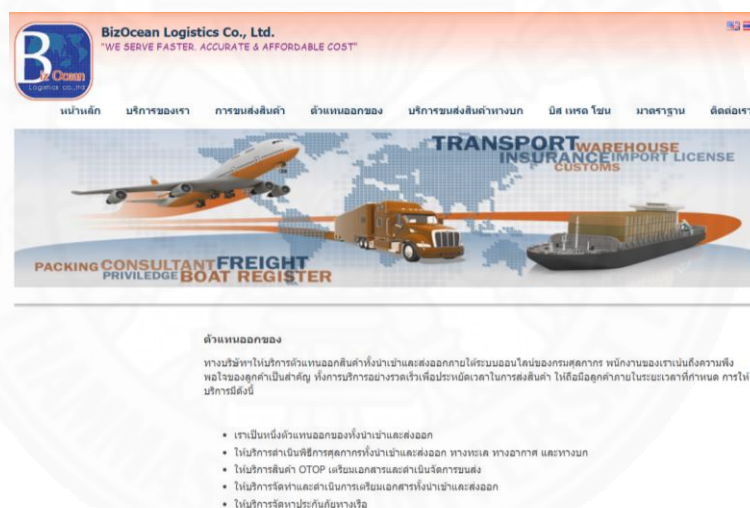 BizOcean Logistics Co., Ltd.
"WE SERVE FASTER. ACCURATE & AFFORDABLE COST"
Biz Ocean
Logistics co.,ltd
หน้าหลัก บริการของเรา การขนส่งสินค้า ตัวแทนออกของ บริการขนส่งสินค้าทางบก บิส เทรด โซน มาตราฐาน ติดต่อเรา
TRANSPORT WAREHOUSE
INSURANCE IMPORT LICENSE
CUSTOMS
PACKING CONSULTANT FREIGHT
PRIVILEDGE BOAT REGISTER
ตัวแทนออกของ
ทางบริษัทฯให้บริการตัวแทนออกสินค้าทั้งนำเข้าและส่งออกภายใต้ระบบออนไลน์ของกรมศุลกากร พนักงานของเราเน้นถึงความพึง
พอใจของลูกค้าเป็นสำคัญ ทั้งการบริการอย่างรวดเร็วเพื่อประหยัดเวลาในการส่งสินค้า ให้ถึงมือลูกค้าภายในระยะเวลาที่กำหนด การให้
บริการมีดังนี้
• เราเป็นหนึ่งตัวแทนออกของทั้งนำเข้าและส่งออก
• ให้บริการดำเนินพิธีการศุลกากรทั้งนำเข้าและส่งออก ทางทะเล ทางอากาศ และทางบก
• ให้บริการสินค้า OTOP เตรียมเอกสารและดำเนินจัดการขนส่ง
• ให้บริการจัดทำและดำเนินการเตรียมเอกสารทั้งนำเข้าและส่งออก
• ให้บริการจัดหาประกันภัยทางเรือ